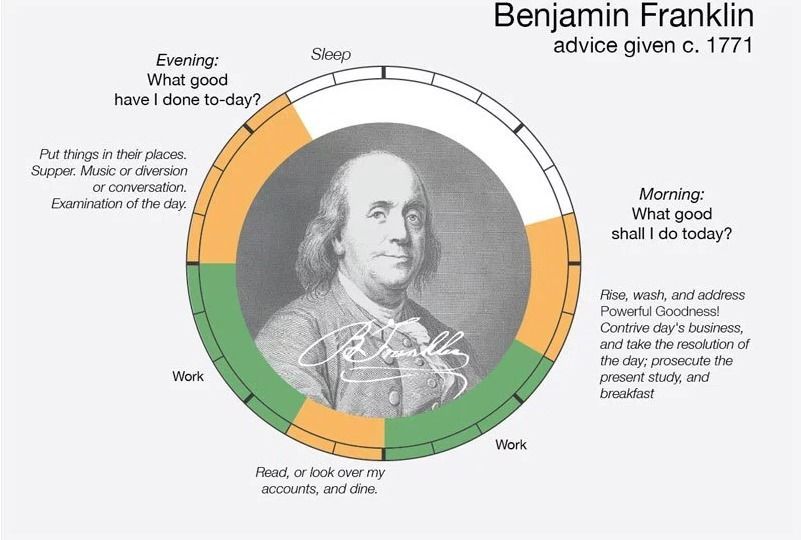 Benjamin Franklin
advice given c. 1771
Sleep
Evening:
What good
have I done to-day?
Put things in their places.
Supper. Music or diversion
or conversation.
Examination of the day.
Morning:
What good
shall I do today?
Rise, wash, and address
Powerful Goodness!
Contrive day's business,
and take the resolution of
the day; prosecute the
present study, and
breakfast
Work
Work
Read, or look over my
accounts, and dine.
B Franklin